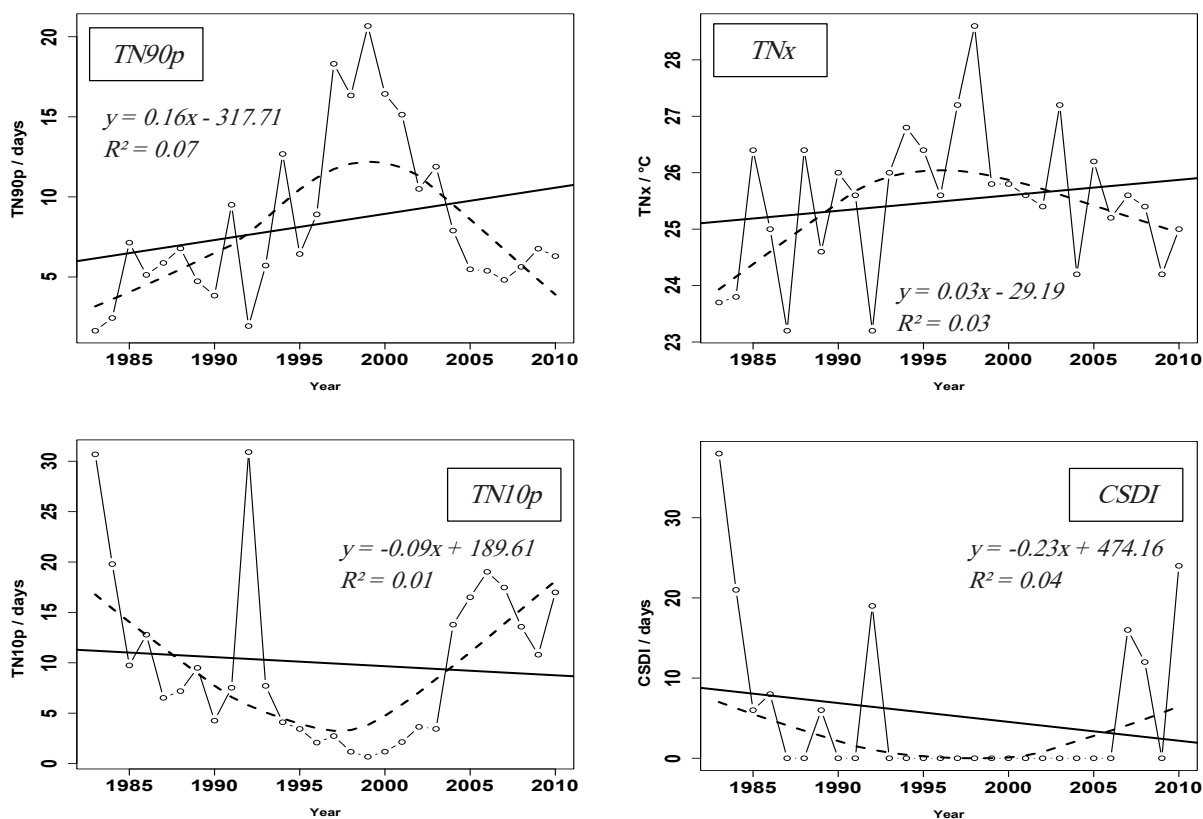 TN90p
y = 0.16x - 317.71
R² = 0.07
TN90p / days
20
15
10
5
1985 1990 1995 2000 2005 2010
Year
TNx
y = 0.03x - 29.19
R² = 0.03
TNx / °C
28
27
26
25
24
23
1985 1990 1995 2000 2005 2010
Year
TN10p
y = -0.09x + 189.61
R² = 0.01
TN10p / days
30
25
20
15
10
5
0
1985 1990 1995 2000 2005 2010
Year
CSDI
y = -0.23x + 474.16
R² = 0.04
CSDI / days
30
20
10
0
1985 1990 1995 2000 2005 2010
Year